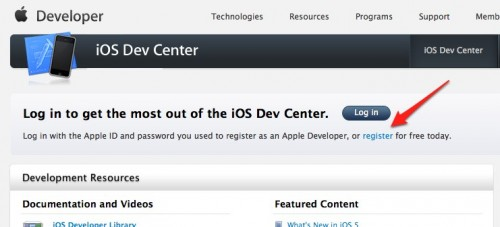 Developer
Technologies Resources Programs Support Mem
iOS Dev Center
iOS Dev Center
Log in to get the most out of the iOS Dev Center. Log in
Log in with the Apple ID and password you used to register as an Apple Developer, or register for free today.
Development Resources
Documentation and Videos Featured Content
iOS Developer Library What's New in iOS 5